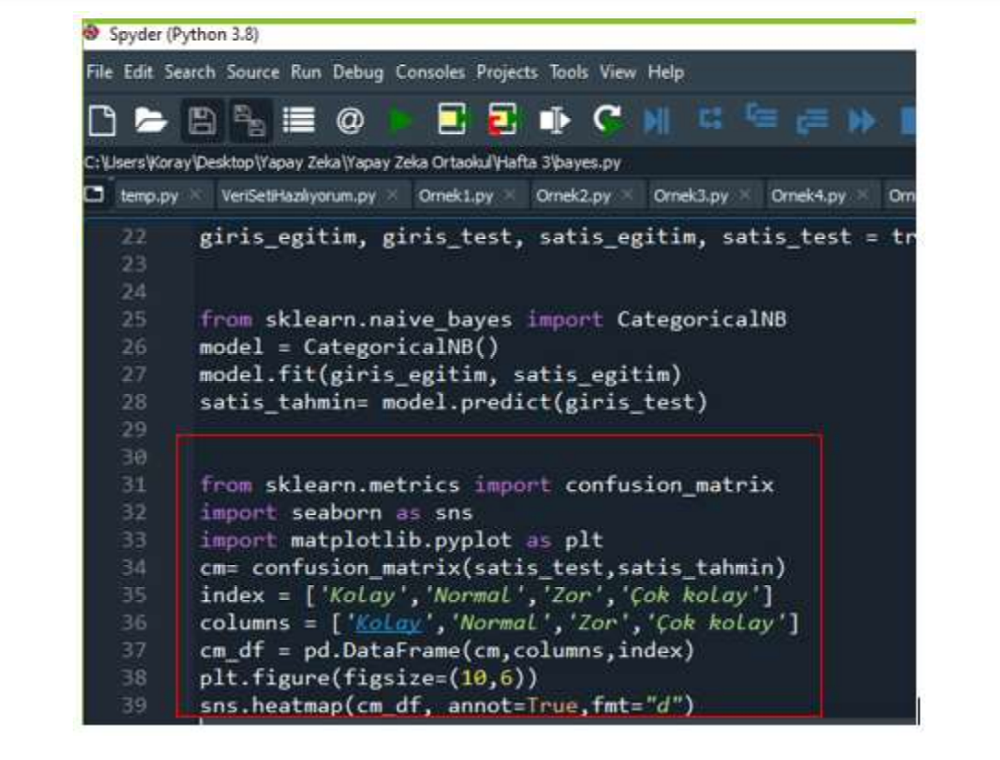 Spyder (Python 3.8)
File Edit Search Source Run Debug Consoles Projects Tools View Help
C:\Users\Koray\Desktop\Yapay Zeka\Yapay Zeka Ortaokul\Hafta 3\bayes.py
temp.py VeriSetiHazılıyorum.py Ornek1.py Ornek2.py Ornek3.py Ornek4.py Orn
22 giris_egitim, giris_test, satis_egitim, satis_test = tr
23
24
25 from sklearn.naive_bayes import CategoricalNB
26 model = CategoricalNB()
27 model.fit(giris_egitim, satis_egitim)
28 satis_tahmin= model.predict(giris_test)
29
30
31 from sklearn.metrics import confusion_matrix
32 import seaborn as sns
33 import matplotlib.pyplot as plt
34 cm= confusion_matrix(satis_test,satis_tahmin)
35 index = ['Kolay','Normal','Zor','Çok kolay']
36 columns = ['Kolay','Normal','Zor','Çok kolay']
37 cm_df = pd.DataFrame(cm,columns,index)
38 plt.figure(figsize=(10,6))
39 sns.heatmap(cm_df, annot=True,fmt="d")